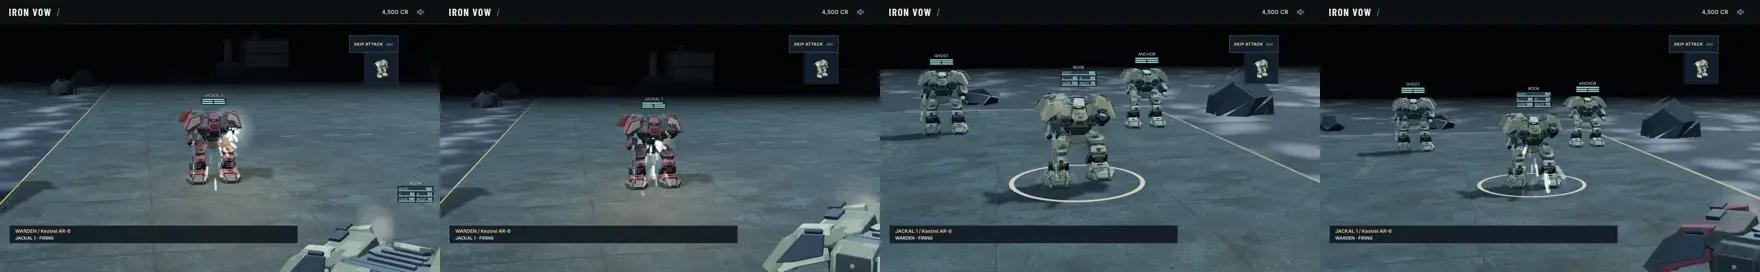 IRON VOW /
4,500 CR
SKIP ATTACK
JACKAL 1
ROOK
WARDEN / Kestrel AR-8
JACKAL 1 · FIRING
IRON VOW /
4,500 CR
SKIP ATTACK
JACKAL 1
WARDEN / Kestrel AR-8
JACKAL 1 · FIRING
IRON VOW /
4,500 CR
SKIP ATTACK
GHOST
ROOK
ANCHOR
JACKAL 1 / Kestrel AR-8
WARDEN · FIRING
IRON VOW /
4,500 CR
SKIP ATTACK
GHOST
ROOK
ANCHOR
JACKAL 1 / Kestrel AR-8
WARDEN · FIRING